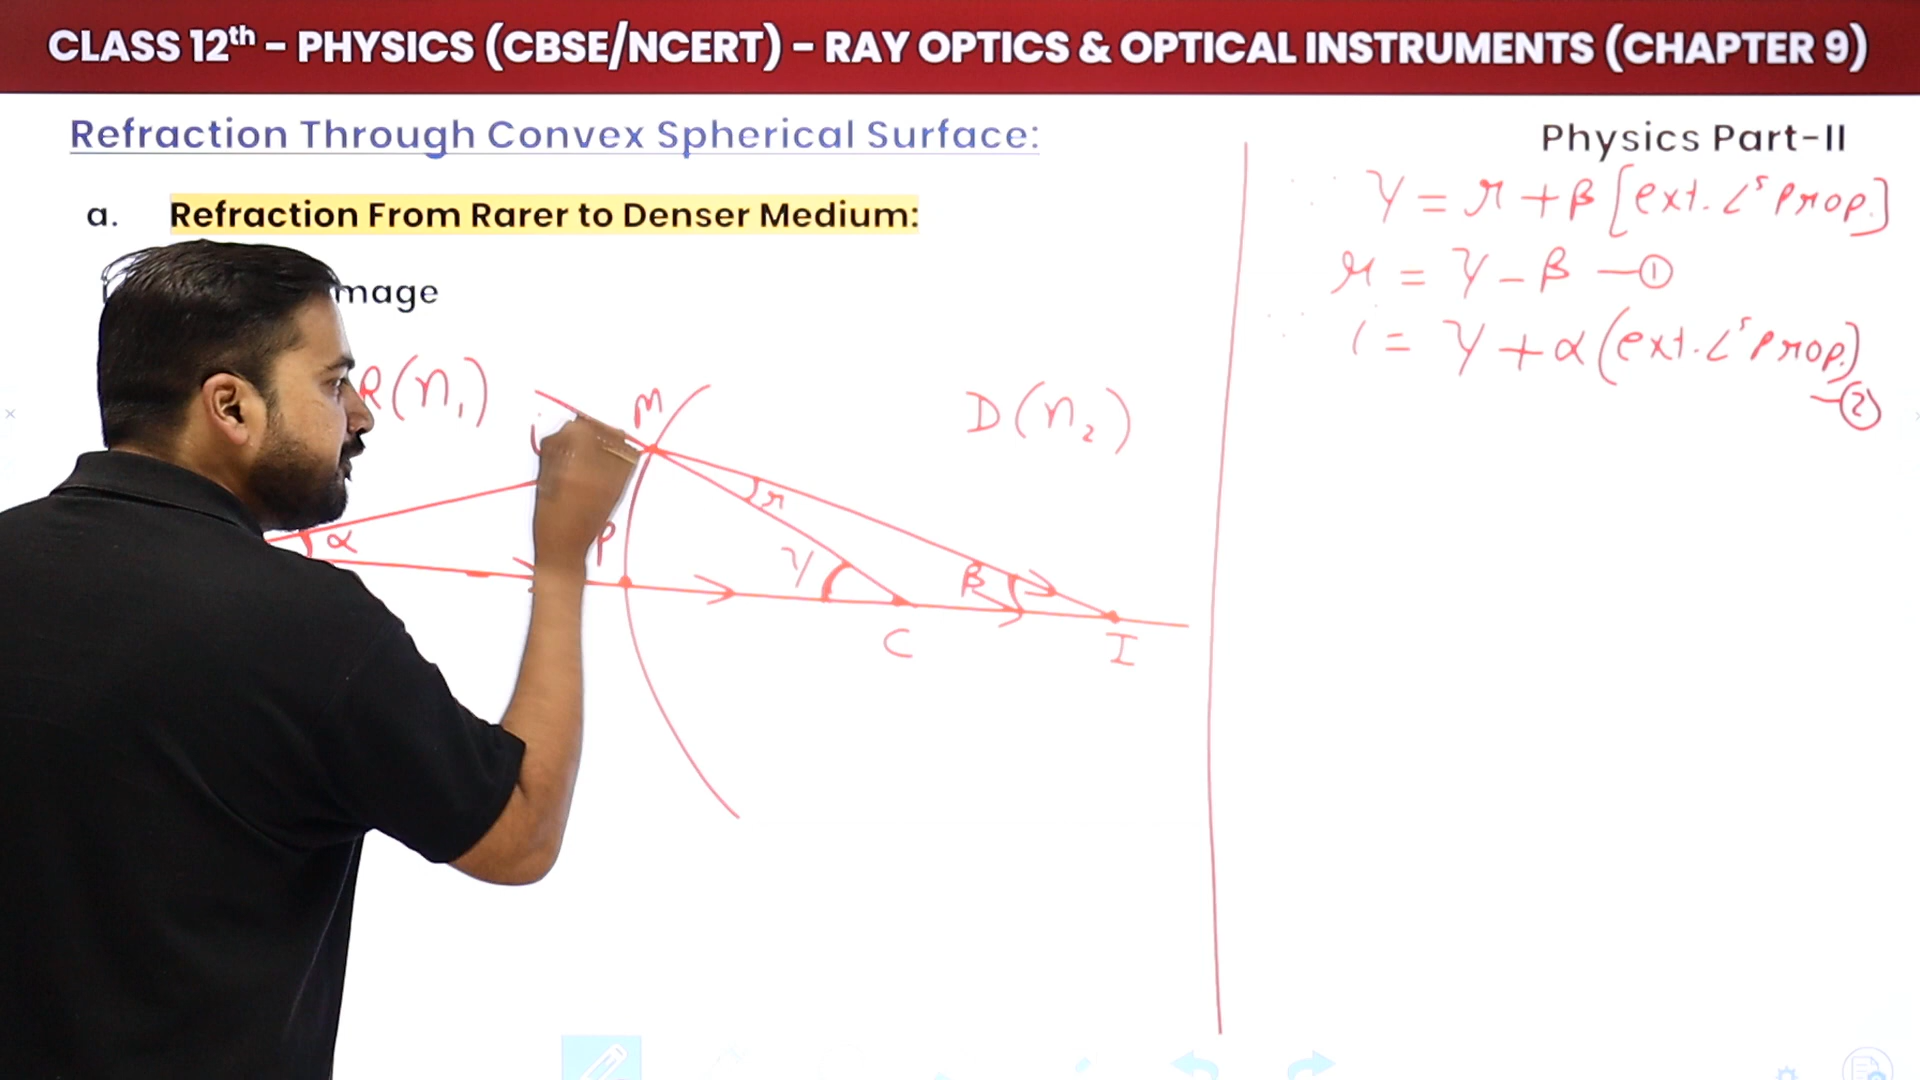 CLASS 12th – PHYSICS (CBSE/NCERT) – RAY OPTICS & OPTICAL INSTRUMENTS (CHAPTER 9)
Refraction Through Convex Spherical Surface:
Physics Part-II
a. Refraction From Rarer to Denser Medium:
mage
R(n₁)
M
D(n₂)
i
r
α
P
γ
β
C
I
γ = r + β [ext. ∠ˢ prop.]
r = γ – β —①
i = γ + α (ext. ∠ˢ prop.)
—②